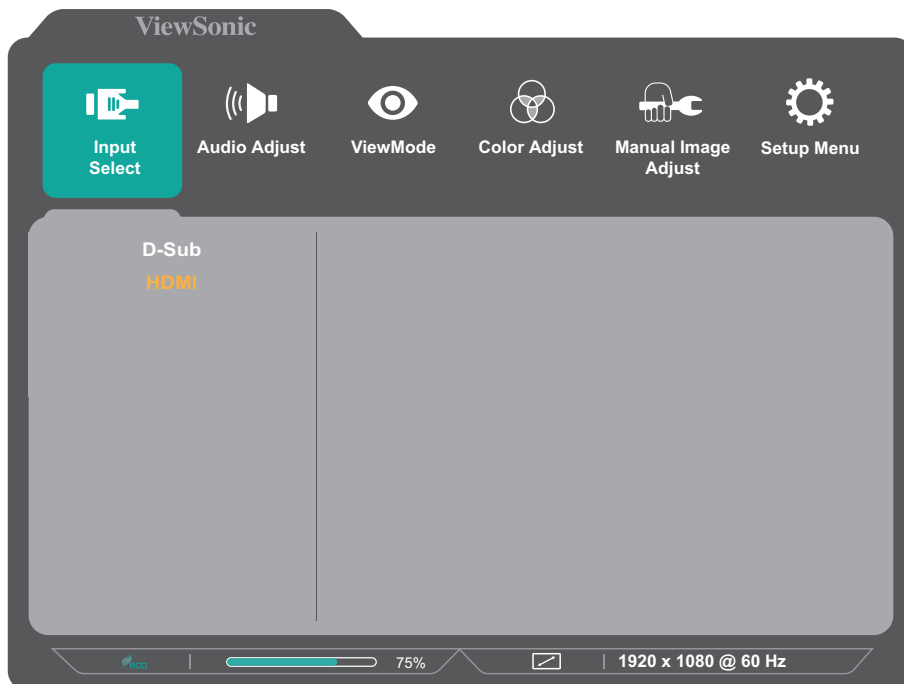 ViewSonic
Input
Select
Audio Adjust
ViewMode
Color Adjust
Manual Image
Adjust
Setup Menu
D-Sub
HDMI
eco
75%
1920 x 1080 @ 60 Hz